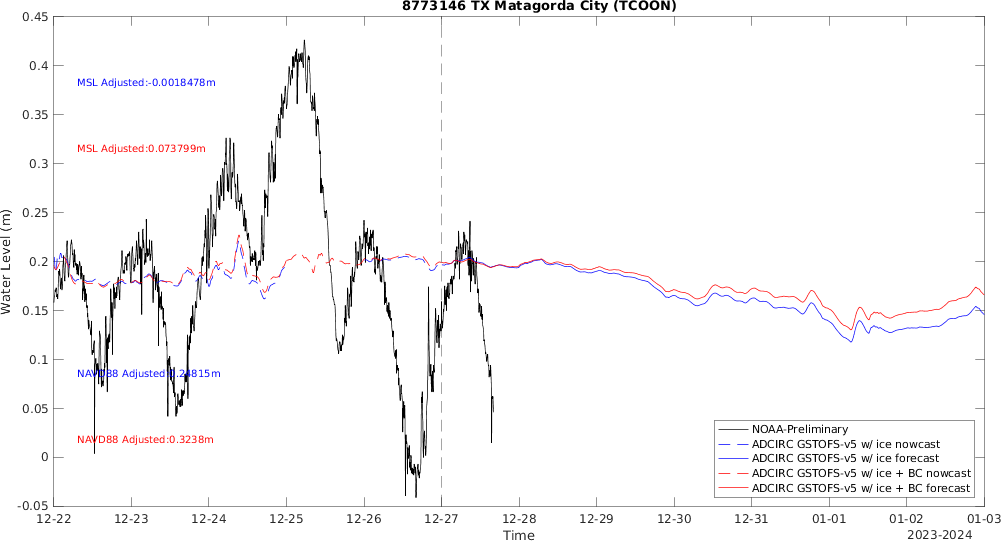 8773146 TX Matagorda City (TCOON)
0.45
0.4
0.35
0.3
0.25
0.2
0.15
0.1
0.05
0
-0.05
Water Level (m)
MSL Adjusted:-0.0018478m
MSL Adjusted:0.073799m
NAVD88 Adjusted:0.24815m
NAVD88 Adjusted:0.3238m
NOAA-Preliminary
ADCIRC GSTOFS-v5 w/ ice nowcast
ADCIRC GSTOFS-v5 w/ ice forecast
ADCIRC GSTOFS-v5 w/ ice + BC nowcast
ADCIRC GSTOFS-v5 w/ ice + BC forecast
12-22 12-23 12-24 12-25 12-26 12-27 12-28 12-29 12-30 12-31 01-01 01-02 01-03
Time
2023-2024